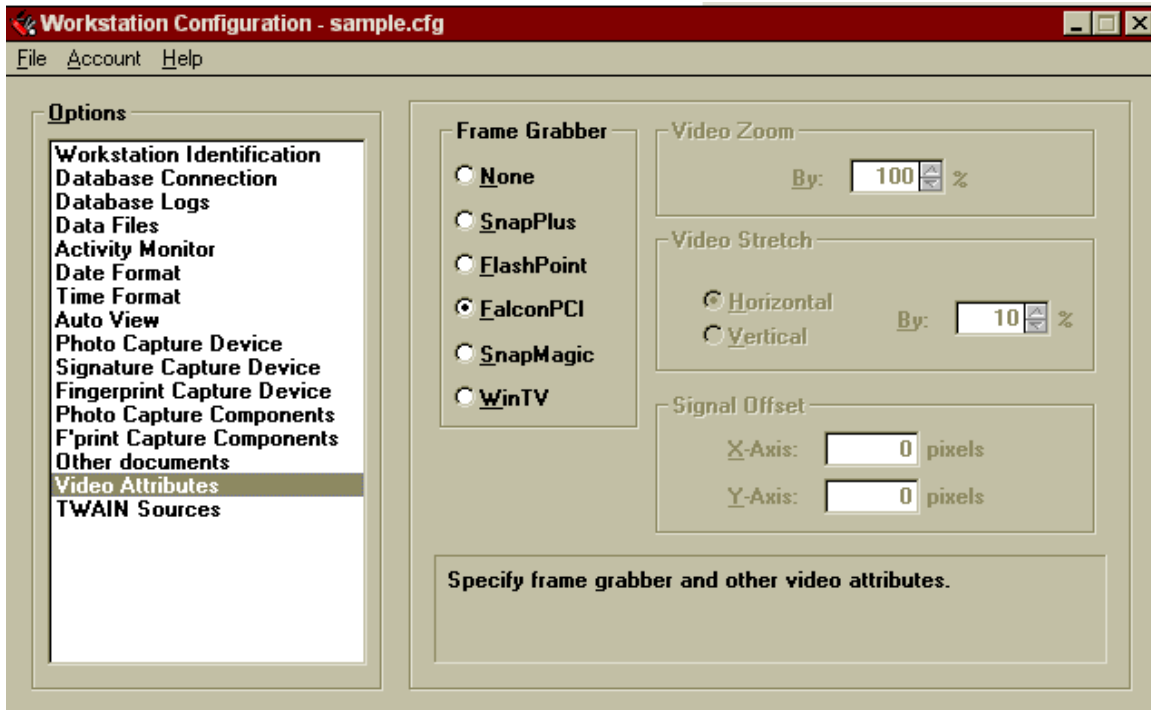 Workstation Configuration - sample.cfg
File Account Help
Options
Workstation Identification
Database Connection
Database Logs
Data Files
Activity Monitor
Date Format
Time Format
Auto View
Photo Capture Device
Signature Capture Device
Fingerprint Capture Device
Photo Capture Components
F'print Capture Components
Other documents
Video Attributes
TWAIN Sources
Frame Grabber
None
SnapPlus
FlashPoint
FalconPCI
SnapMagic
WinTV
Video Zoom
By: 100 %
Video Stretch
Horizontal
Vertical
By: 10 %
Signal Offset
X-Axis: 0 pixels
Y-Axis: 0 pixels
Specify frame grabber and other video attributes.